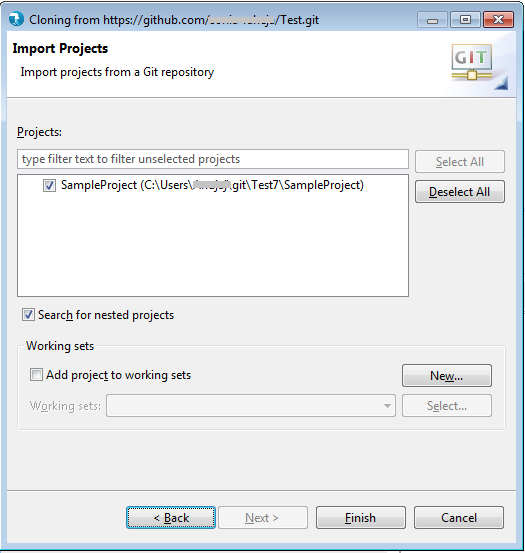 Cloning from https://github.com/ /Test.git
Import Projects
Import projects from a Git repository
GIT
Projects:
type filter text to filter unselected projects
Select All
SampleProject (C:\Users\ \git\Test7\SampleProject)
Deselect All
Search for nested projects
Working sets
Add project to working sets
New...
Working sets:
Select...
< Back
Next >
Finish
Cancel